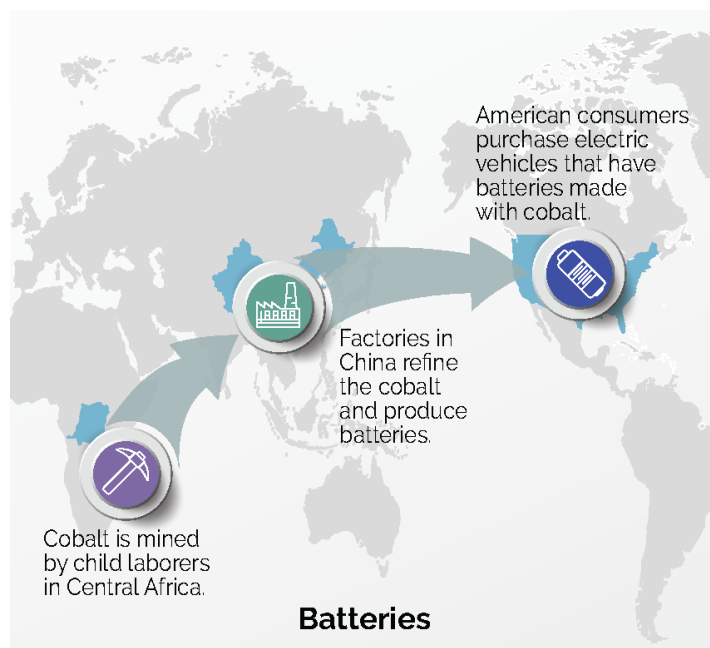 American consumers
purchase electric
vehicles that have
batteries made
with cobalt.
Factories in
China refine
the cobalt
and produce
batteries.
Cobalt is mined
by child laborers
in Central Africa.
Batteries